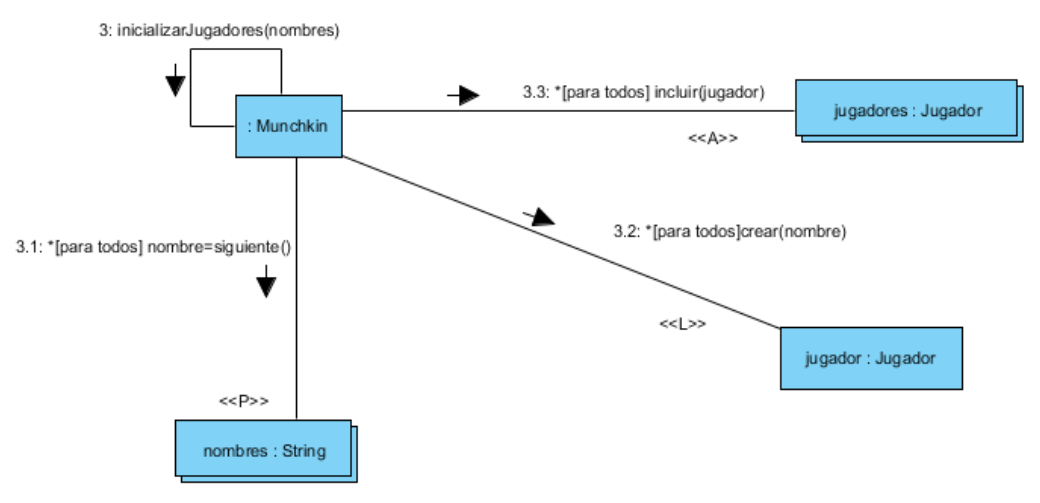 3: inicializarJugadores(nombres)
: Munchkin
3.3: *[para todos] incluir(jugador)
jugadores : Jugador
<<A>>
3.2: *[para todos]crear(nombre)
3.1: *[para todos] nombre=siguiente()
<<L>>
jugador : Jugador
<<P>>
nombres : String